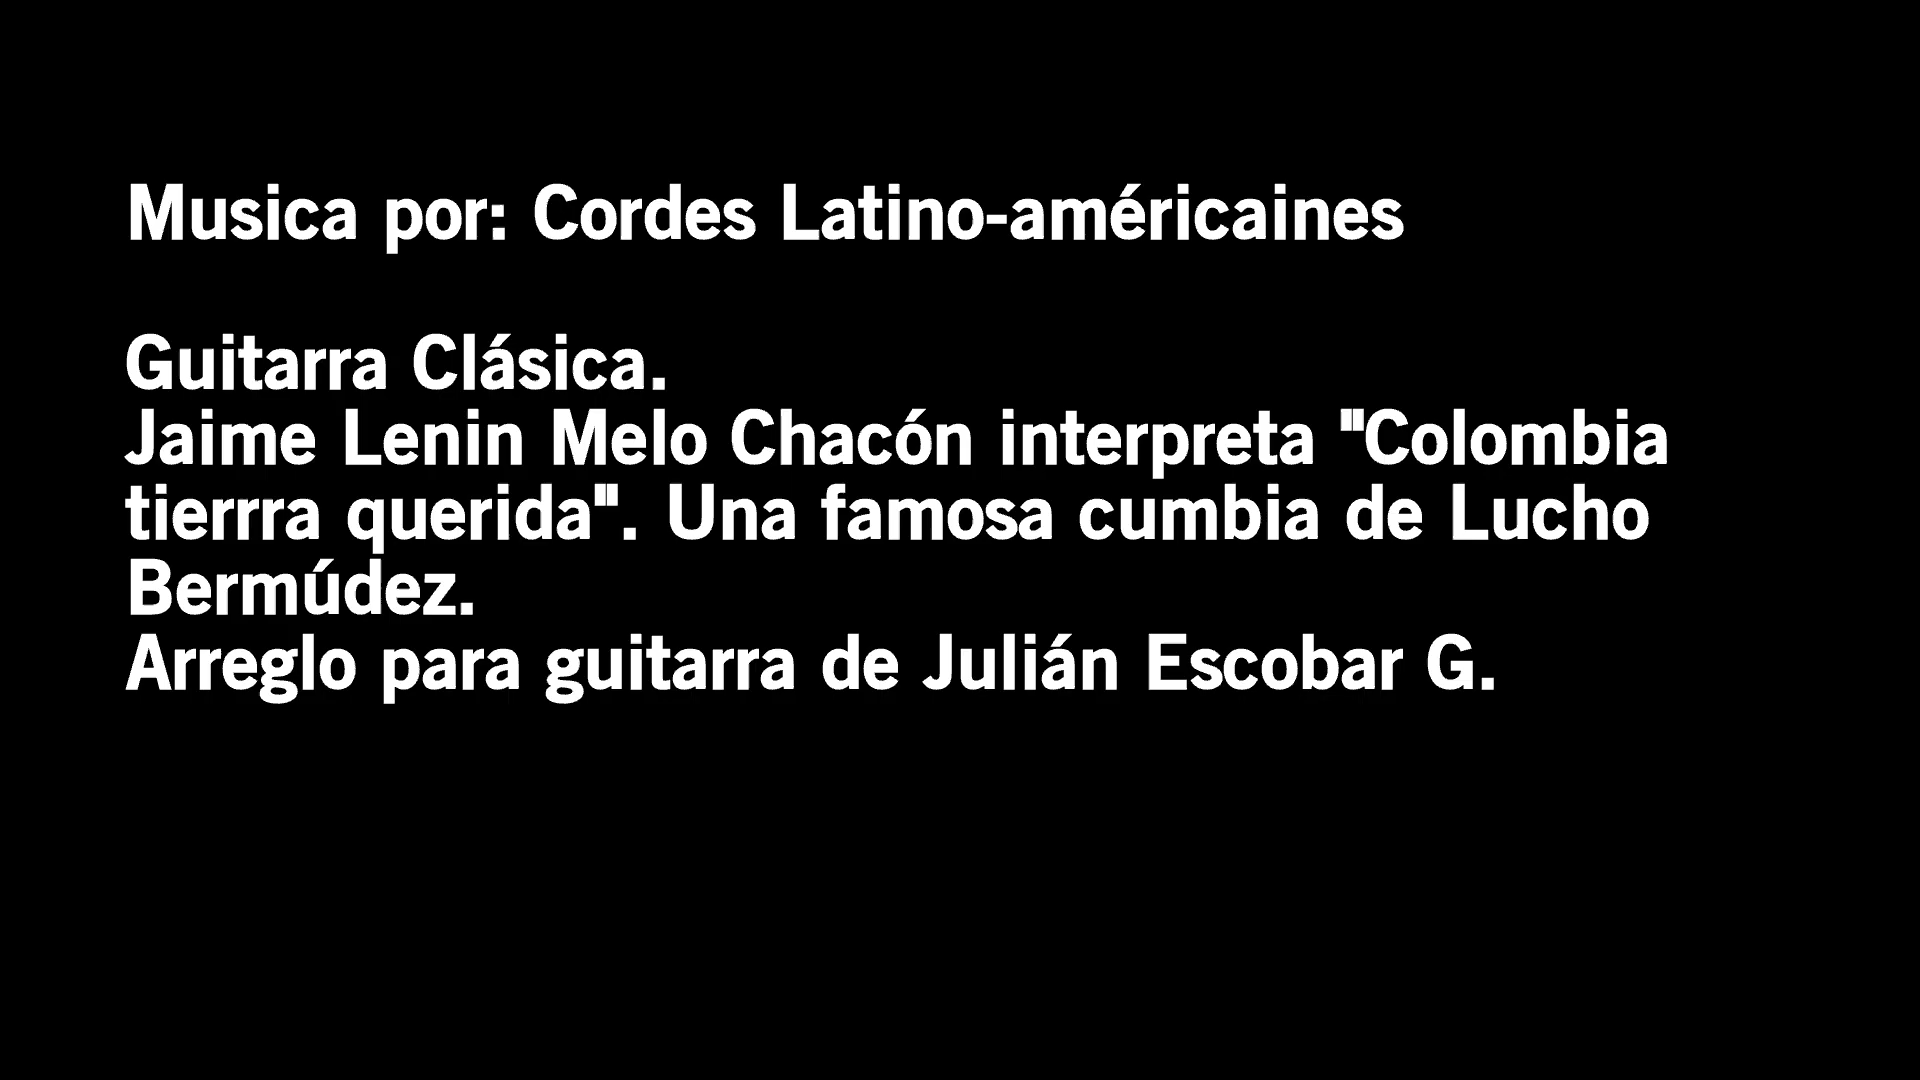 Musica por: Cordes Latino-américaines
Guitarra Clásica.
Jaime Lenin Melo Chacón interpreta "Colombia
tierrra querida". Una famosa cumbia de Lucho
Bermúdez.
Arreglo para guitarra de Julián Escobar G.